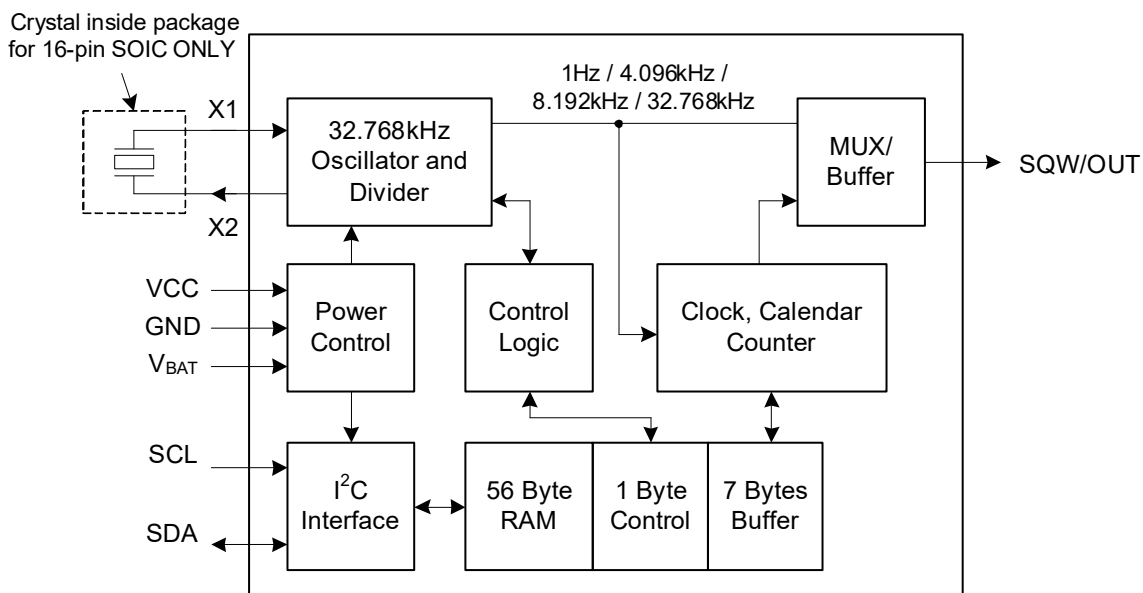 Crystal inside package
for 16-pin SOIC ONLY
X1
X2
32.768kHz
Oscillator and
Divider
1Hz / 4.096kHz /
8.192kHz / 32.768kHz
MUX/
Buffer
SQW/OUT
VCC
GND
VBAT
Power
Control
Control
Logic
Clock, Calendar
Counter
SCL
SDA
I²C
Interface
56 Byte
RAM
1 Byte
Control
7 Bytes
Buffer